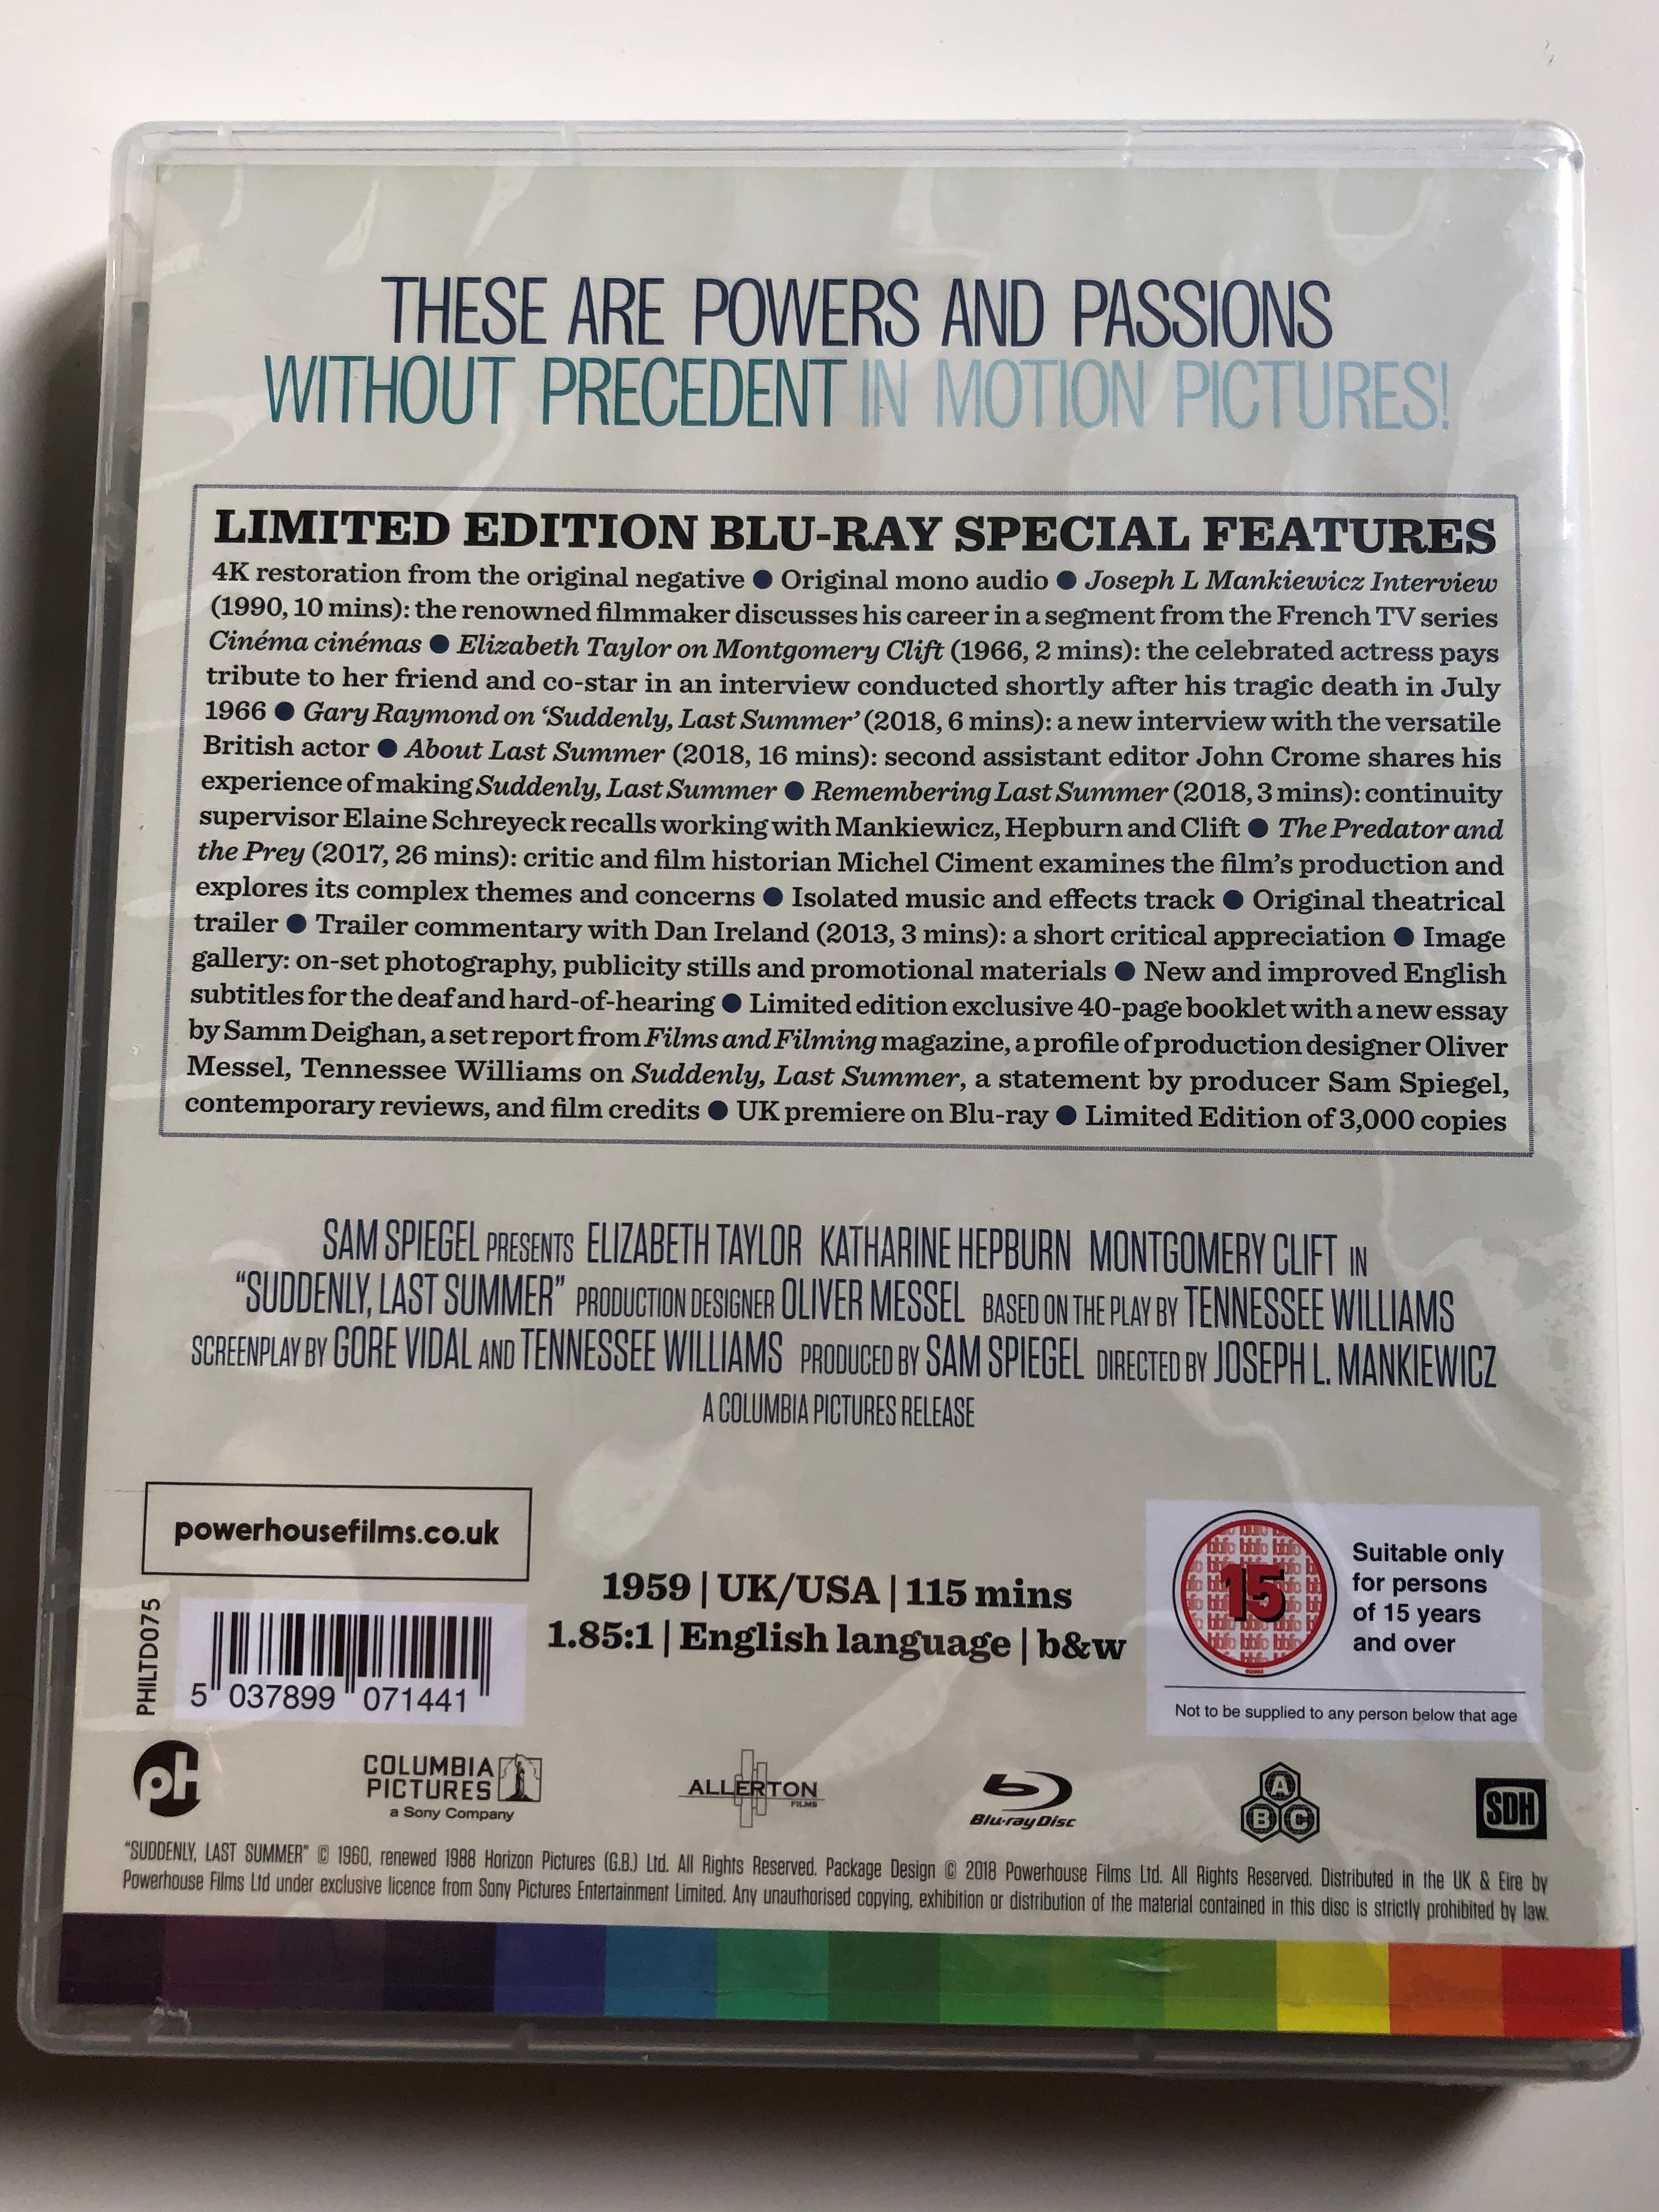 THESE ARE POWERS AND PASSIONS
WITHOUT PRECEDENT IN MOTION PICTURES!
LIMITED EDITION BLU-RAY SPECIAL FEATURES
4K restoration from the original negative ● Original mono audio ● Joseph L Mankiewicz Interview
(1990, 10 mins): the renowned filmmaker discusses his career in a segment from the French TV series
Cinéma cinémas ● Elizabeth Taylor on Montgomery Clift (1966, 2 mins): the celebrated actress pays
tribute to her friend and co-star in an interview conducted shortly after his tragic death in July
1966 ● Gary Raymond on ‘Suddenly, Last Summer’ (2018, 6 mins): a new interview with the versatile
British actor ● About Last Summer (2018, 16 mins): second assistant editor John Crome shares his
experience of making Suddenly, Last Summer ● Remembering Last Summer (2018, 3 mins): continuity
supervisor Elaine Schreyeck recalls working with Mankiewicz, Hepburn and Clift ● The Predator and
the Prey (2017, 26 mins): critic and film historian Michel Ciment examines the film’s production and
explores its complex themes and concerns ● Isolated music and effects track ● Original theatrical
trailer ● Trailer commentary with Dan Ireland (2013, 3 mins): a short critical appreciation ● Image
gallery: on-set photography, publicity stills and promotional materials ● New and improved English
subtitles for the deaf and hard-of-hearing ● Limited edition exclusive 40-page booklet with a new essay
by Samm Deighan, a set report from Films and Filming magazine, a profile of production designer Oliver
Messel, Tennessee Williams on Suddenly, Last Summer, a statement by producer Sam Spiegel,
contemporary reviews, and film credits ● UK premiere on Blu-ray ● Limited Edition of 3,000 copies
SAM SPIEGEL PRESENTS ELIZABETH TAYLOR KATHARINE HEPBURN MONTGOMERY CLIFT IN
“SUDDENLY, LAST SUMMER” PRODUCTION DESIGNER OLIVER MESSEL BASED ON THE PLAY BY TENNESSEE WILLIAMS
SCREENPLAY BY GORE VIDAL AND TENNESSEE WILLIAMS PRODUCED BY SAM SPIEGEL DIRECTED BY JOSEPH L. MANKIEWICZ
A COLUMBIA PICTURES RELEASE
powerhousefilms.co.uk
PHILTD075
5 037899 071441
1959 | UK/USA | 115 mins
1.85:1 | English language | b&w
15
Suitable only
for persons
of 15 years
and over
Not to be supplied to any person below that age
pH
COLUMBIA
PICTURES
a Sony Company
ALLERTON
FILMS
Blu-ray Disc
A
B C
SDH
“SUDDENLY, LAST SUMMER” © 1960, renewed 1988 Horizon Pictures (G.B.) Ltd. All Rights Reserved. Package Design © 2018 Powerhouse Films Ltd. All Rights Reserved. Distributed in the UK & Eire by
Powerhouse Films Ltd under exclusive licence from Sony Pictures Entertainment Limited. Any unauthorised copying, exhibition or distribution of the material contained in this disc is strictly prohibited by law.